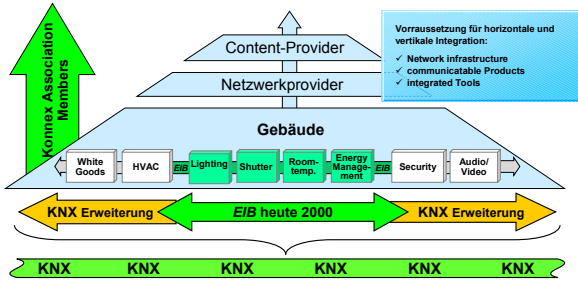 Vorraussetzung für horizontale und
vertikale Integration:
✓ Network infrastructure
✓ communicatable Products
✓ integrated Tools
Content-Provider
Netzwerkprovider
Konnex Association
Members
Gebäude
White
Goods
HVAC
EIB
Lighting
Shutter
Room-
temp.
Energy
Manage-
ment
EIB
Security
Audio/
Video
KNX Erweiterung
EIB heute 2000
KNX Erweiterung
KNX KNX KNX KNX KNX KNX